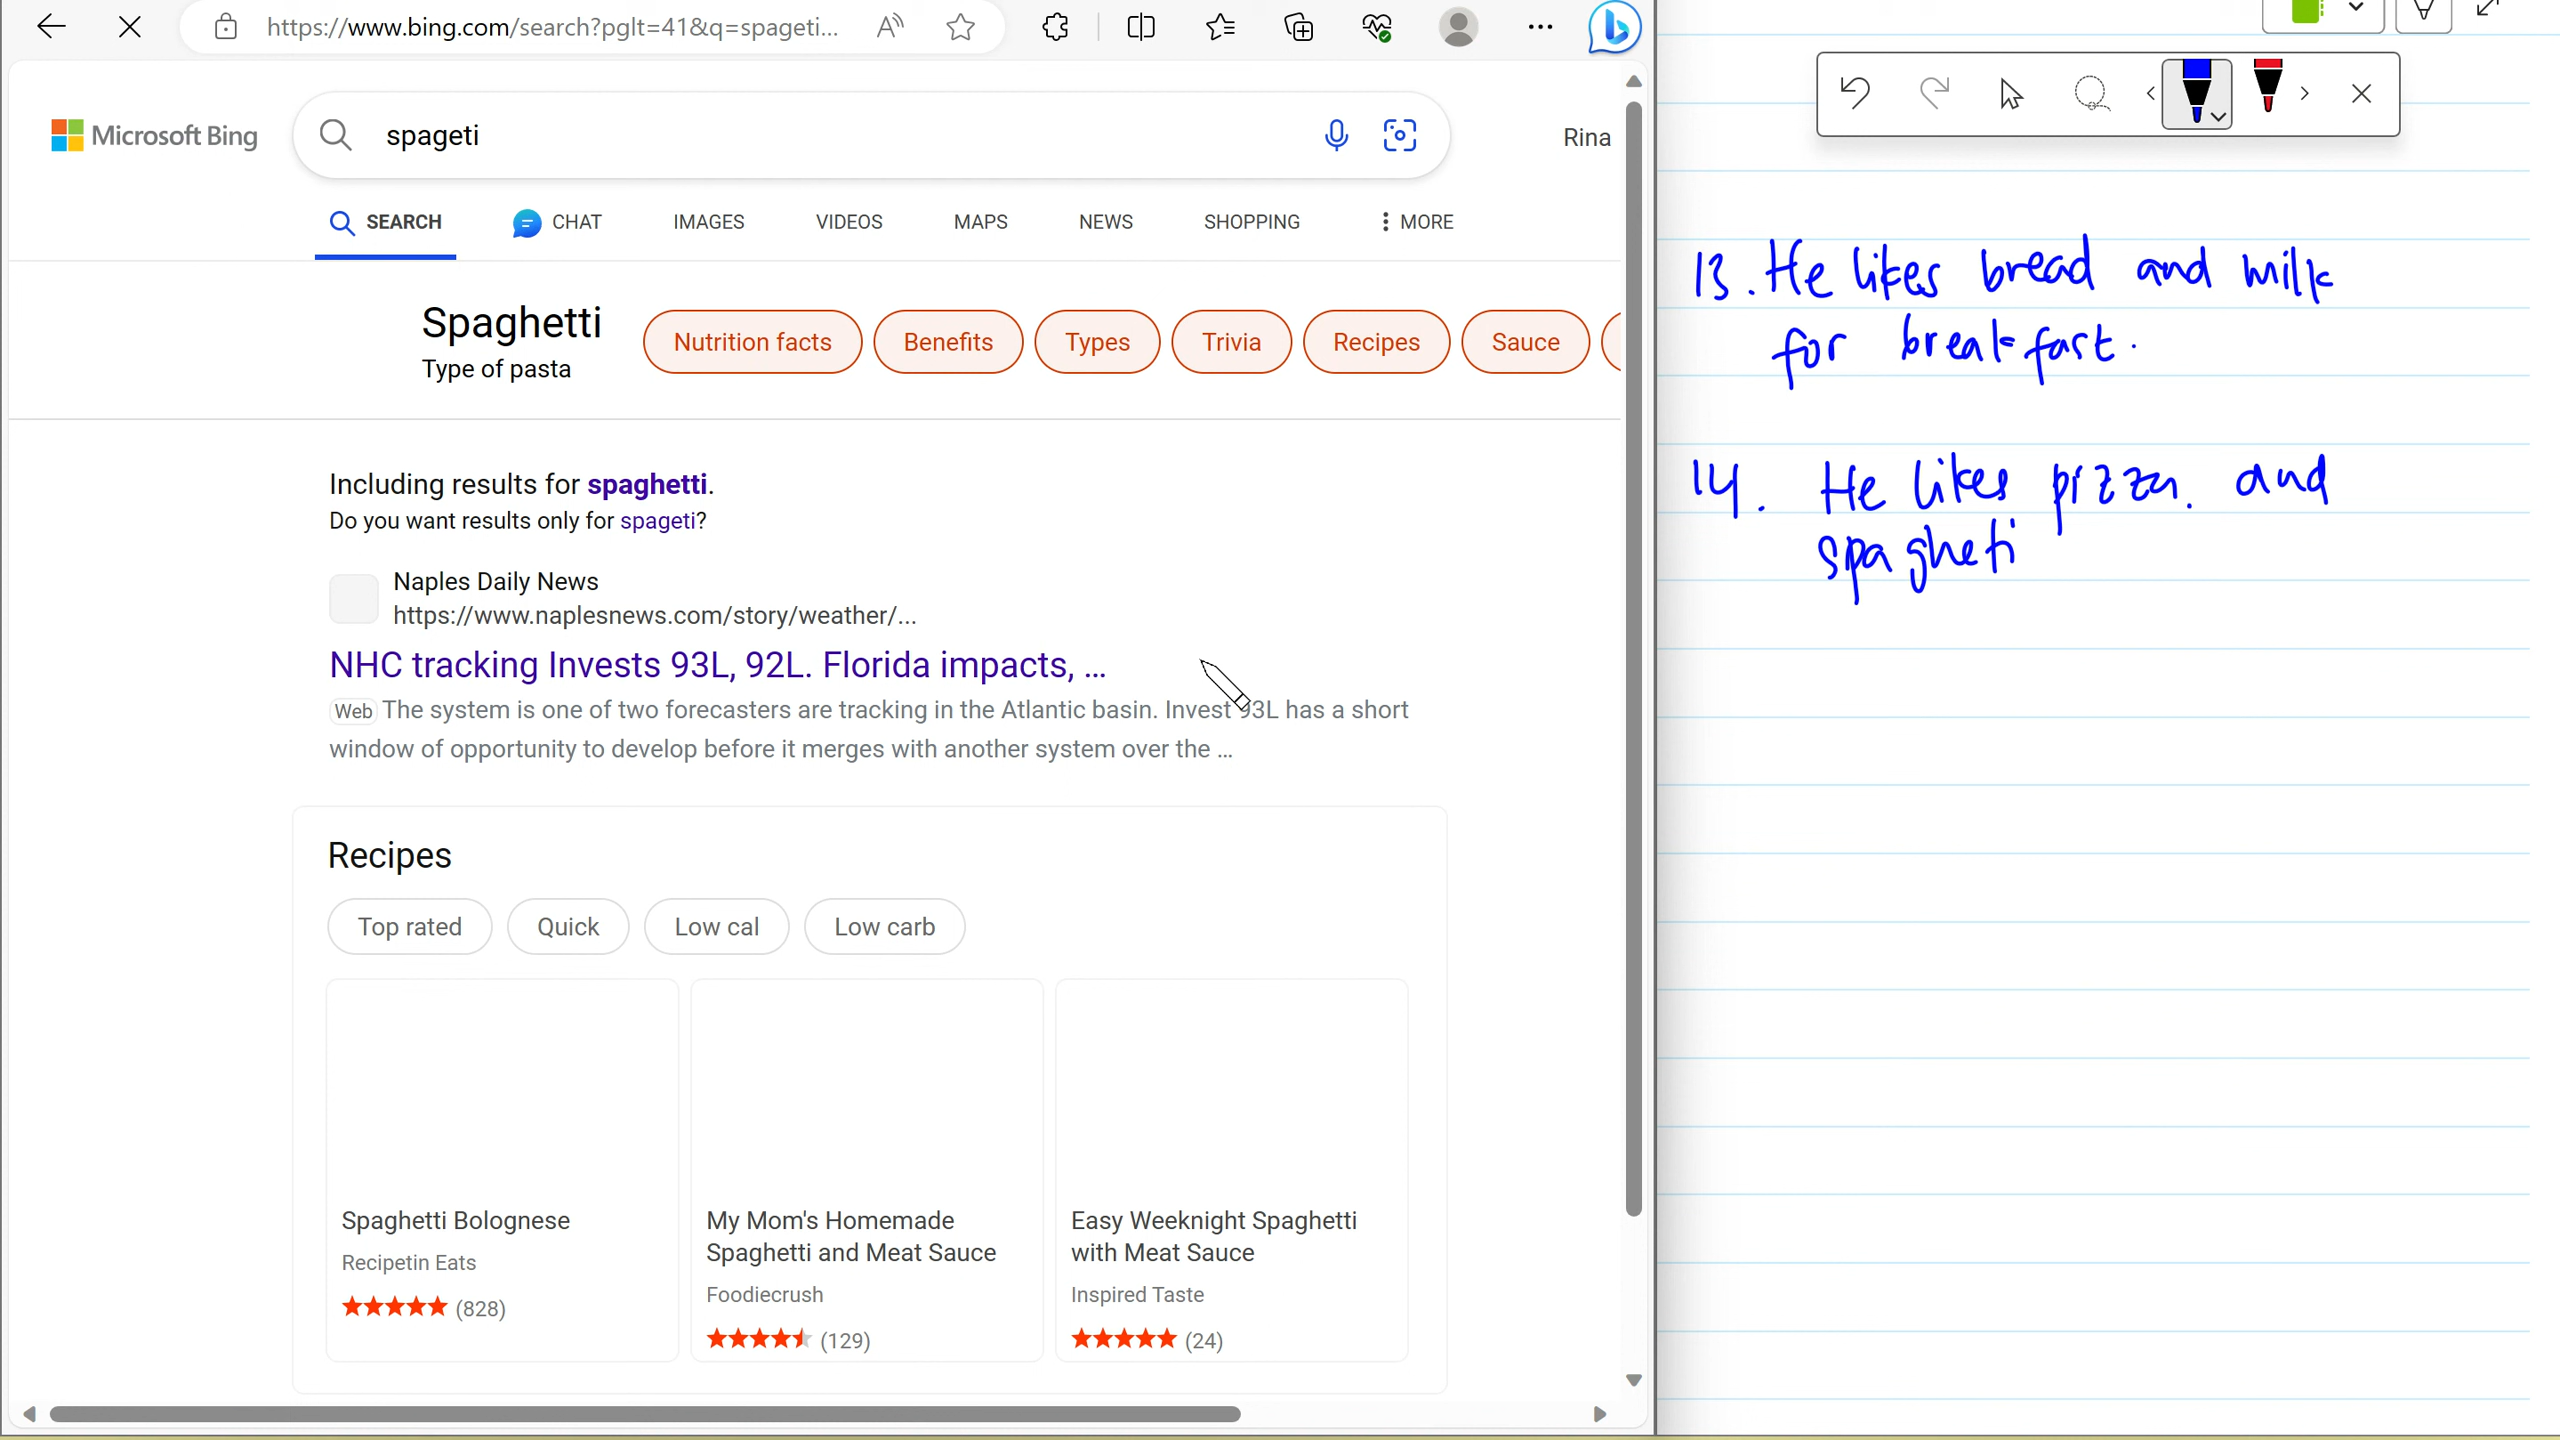 https://www.bing.com/search?pglt=41&q=spageti...
Microsoft Bing
spageti
Rina
SEARCH CHAT IMAGES VIDEOS MAPS NEWS SHOPPING MORE
Spaghetti
Type of pasta
Nutrition facts Benefits Types Trivia Recipes Sauce
Including results for spaghetti.
Do you want results only for spageti?
Naples Daily News
https://www.naplesnews.com/story/weather/...
NHC tracking Invests 93L, 92L. Florida impacts, ...
Web The system is one of two forecasters are tracking in the Atlantic basin. Invest 93L has a short
window of opportunity to develop before it merges with another system over the ...
Recipes
Top rated Quick Low cal Low carb
Spaghetti Bolognese
Recipetin Eats
(828)
My Mom's Homemade
Spaghetti and Meat Sauce
Foodiecrush
(129)
Easy Weeknight Spaghetti
with Meat Sauce
Inspired Taste
(24)
13. He likes bread and milk
for breakfast.
14. He likes pizza. and
spagheti